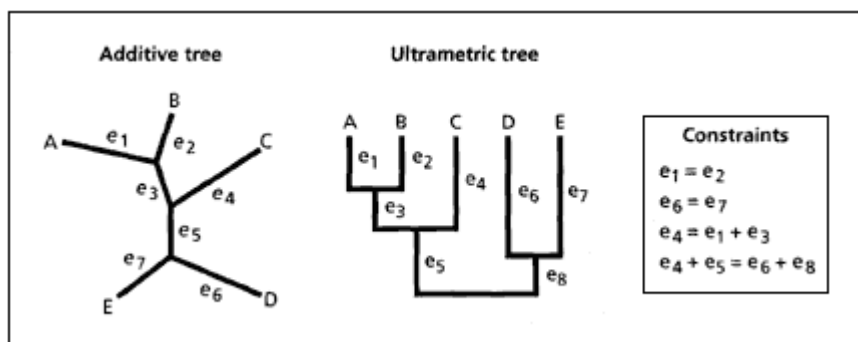 Additive tree
Ultrametric tree
B
A
e1
e2
C
e3
e4
e5
e7
e6
E
D
A B C D E
e1 e2 e4 e6 e7
e3
e5
e8
Constraints
e1 = e2
e6 = e7
e4 = e1 + e3
e4 + e5 = e6 + e8